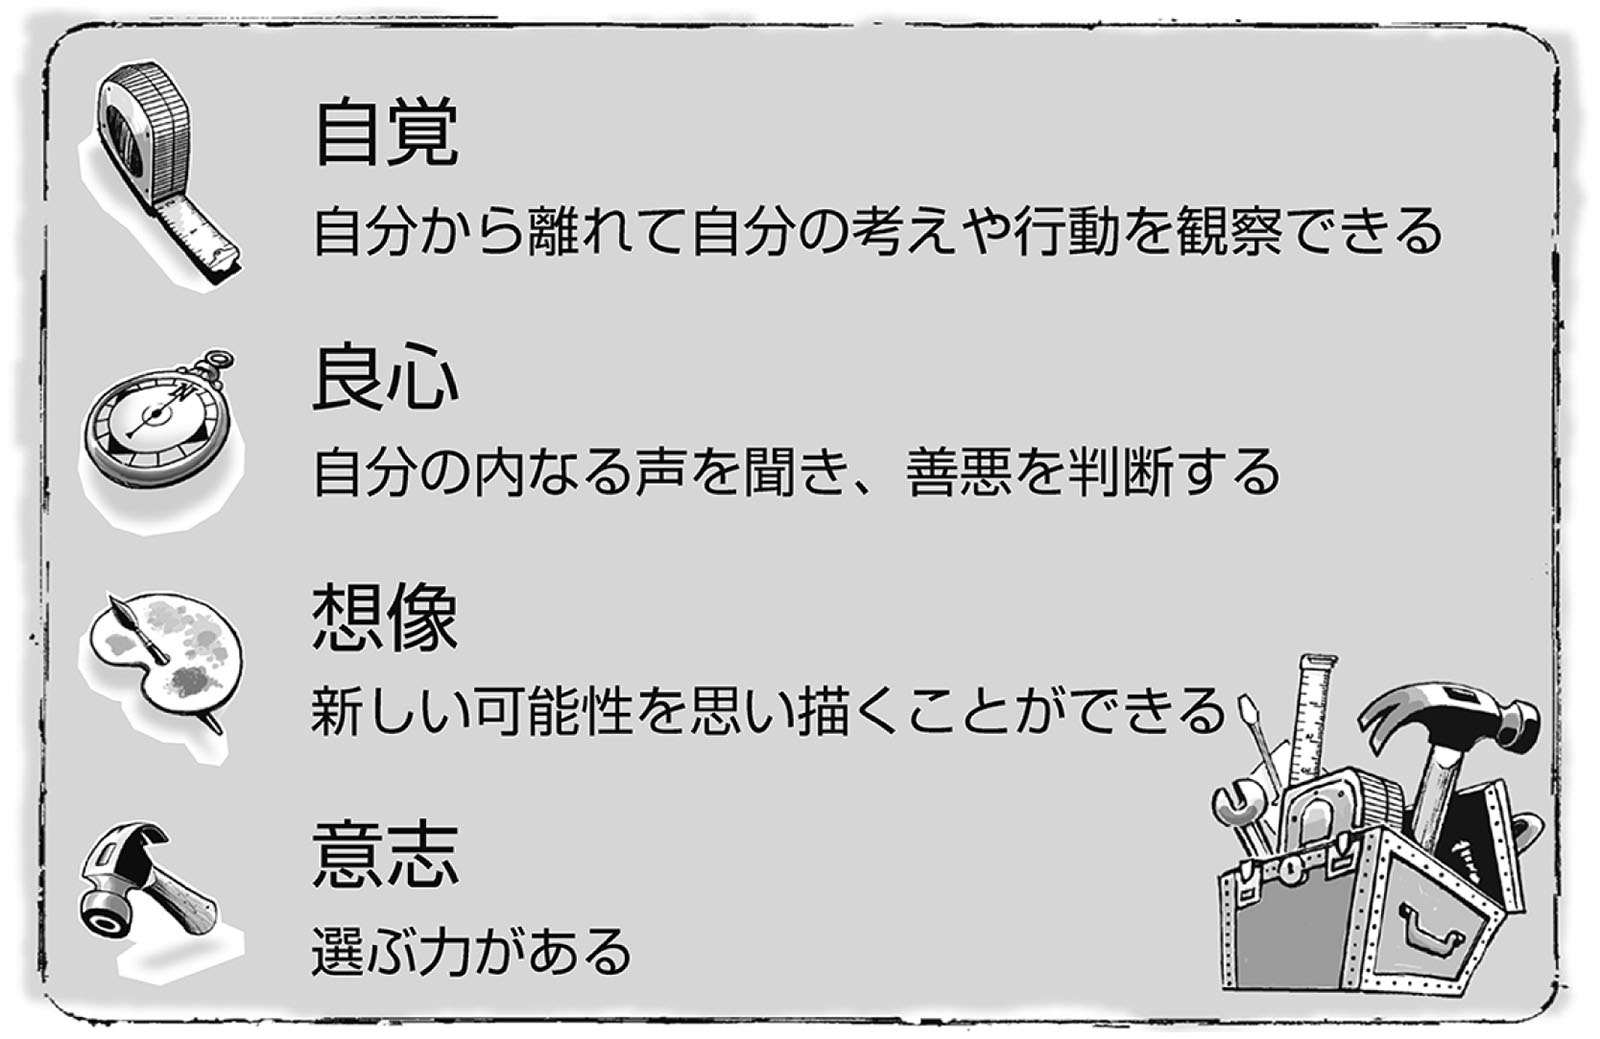 自覚
自分から離れて自分の考えや行動を観察できる
良心
自分の内なる声を聞き、善悪を判断する
N
想像
新しい可能性を思い描くことができる
意志
選ぶ力がある